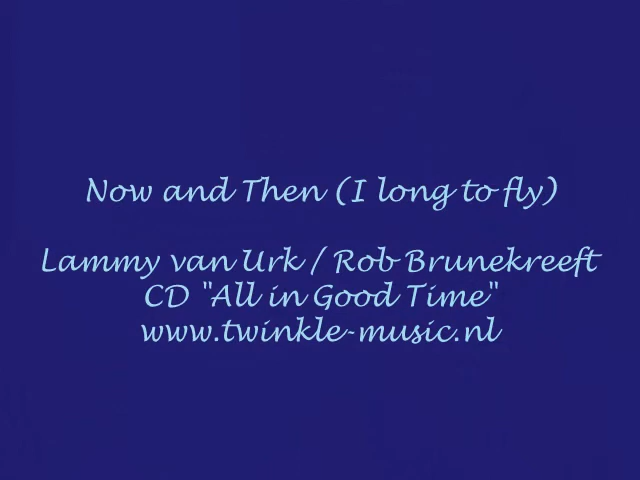 Now and Then (I long to fly)
Lammy van Urk / Rob Brunekreeft
CD "All in Good Time"
www.twinkle-music.nl